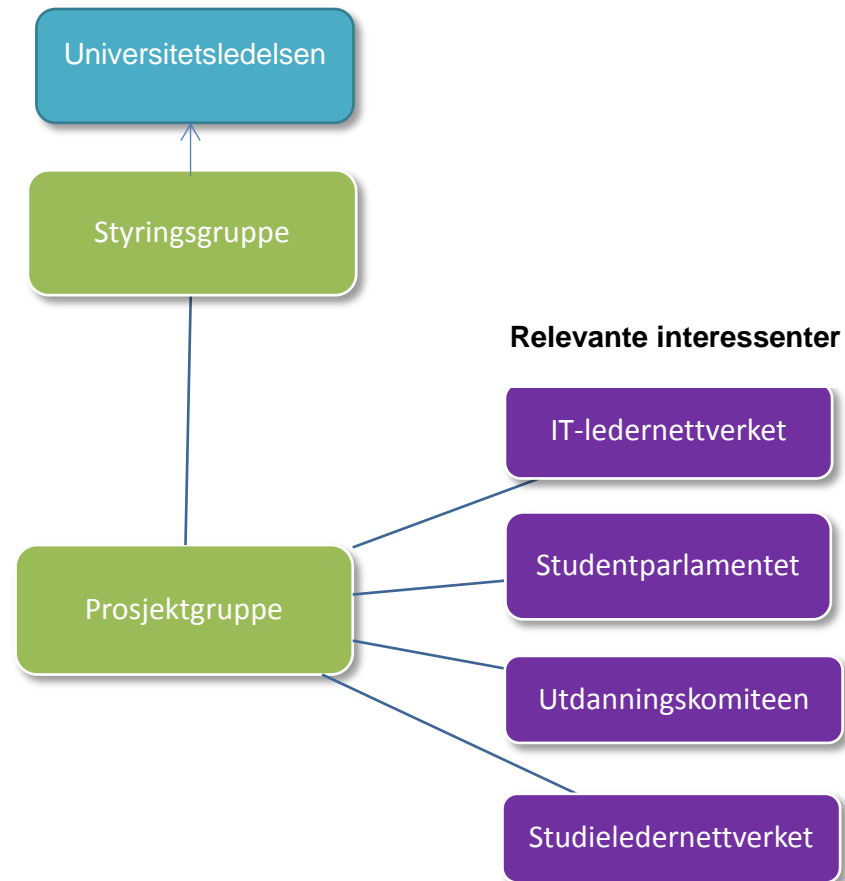 Universitetsledelsen
Styringsgruppe
Relevante interessenter
IT-ledernettverket
Studentparlamentet
Prosjektgruppe
Utdanningskomiteen
Studieledernettverket